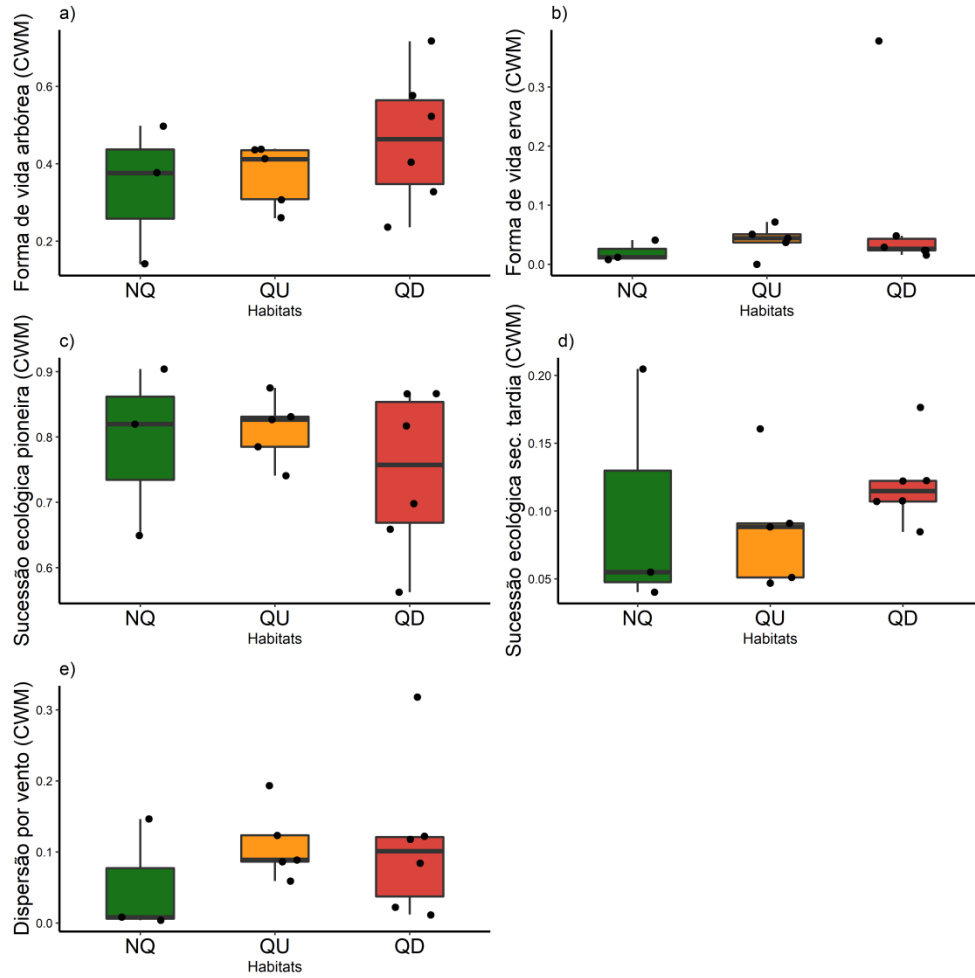 a)
Forma de vida arbórea (CWM)
0.6
0.4
0.2
NQ QU QD
Habitats
b)
Forma de vida erva (CWM)
0.3
0.2
0.1
0.0
NQ QU QD
Habitats
c)
Sucessão ecológica pioneira (CWM)
0.9
0.8
0.7
0.6
NQ QU QD
Habitats
d)
Sucessão ecológica sec. tardia (CWM)
0.20
0.15
0.10
0.05
NQ QU QD
Habitats
e)
Dispersão por vento (CWM)
0.3
0.2
0.1
0.0
NQ QU QD
Habitats